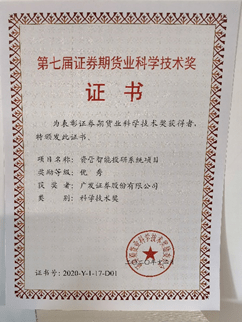 第七届证券期货业科学技术奖
证书
为表彰证券期货业科学技术奖获得者，
特颁发此证书。
项目名称：资管智能投研系统项目
奖励等级：优秀
获奖者：广发证券股份有限公司
类别：科学技术奖
证书号：2020-Y-1-17-D01